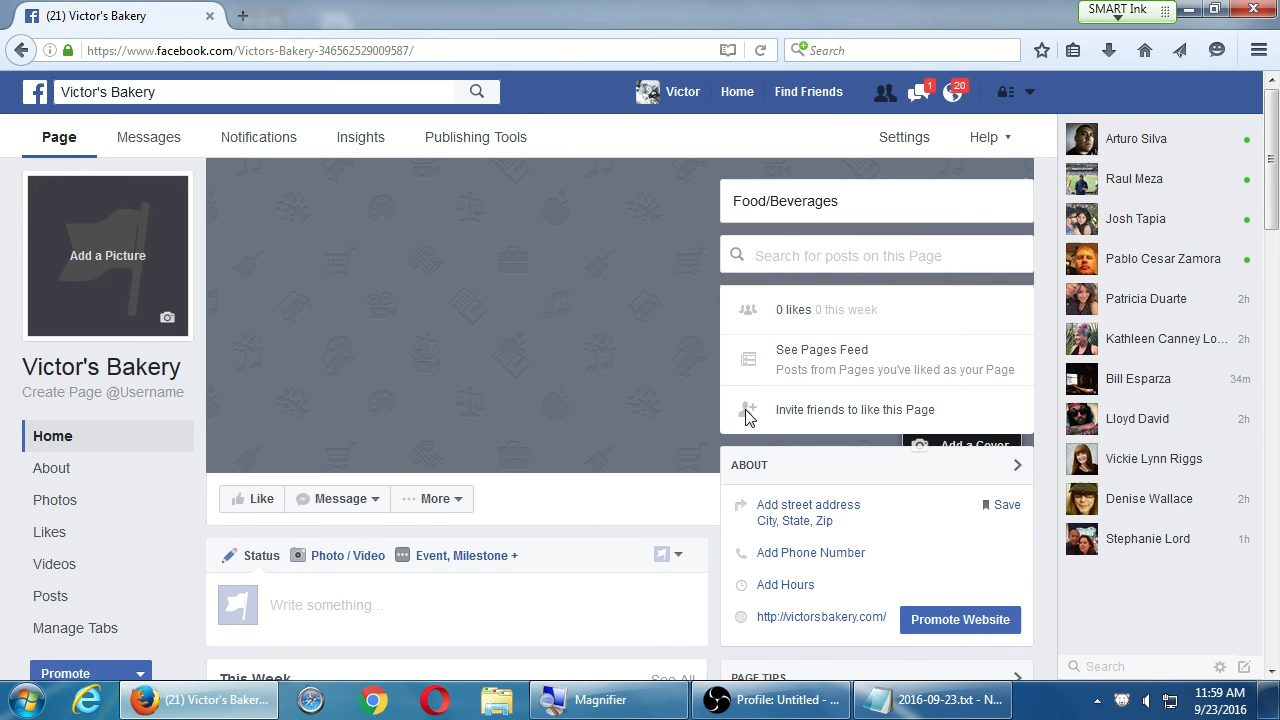 (21) Victor's Bakery
SMART Ink
https://www.facebook.com/Victors-Bakery-346562529009587/
Search
Victor's Bakery
Victor
Home
Find Friends
1
20
Page
Messages
Notifications
Insights
Publishing Tools
Settings
Help
Add a Picture
Victor's Bakery
Create Page @Username
Home
About
Photos
Likes
Videos
Posts
Manage Tabs
Promote
Like
Message
More
Status
Photo / Video
Event, Milestone +
Write something...
This Week
See All
Food/Beverages
Search for posts on this Page
0 likes 0 this week
See Pages Feed
Posts from Pages you've liked as your Page
Invite friends to like this Page
Add a Cover
ABOUT
Add street address
City, State, Zip
Save
Add Phone Number
Add Hours
http://victorsbakery.com/
Promote Website
PAGE TIPS
Arturo Silva
Raul Meza
Josh Tapia
Pablo Cesar Zamora
Patricia Duarte 2h
Kathleen Canney Lo... 2h
Bill Esparza 34m
Lloyd David 2h
Vickie Lynn Riggs
Denise Wallace 2h
Stephanie Lord 1h
Search
(21) Victor's Bakery...
Magnifier
Profile: Untitled - ...
2016-09-23.txt - N...
11:59 AM
9/23/2016